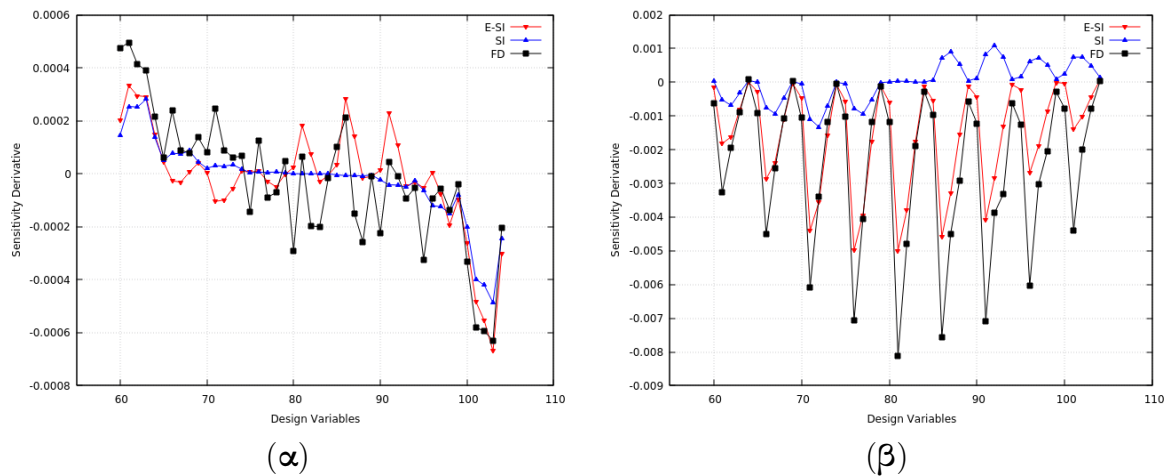 0.0006
0.0004
0.0002
0
-0.0002
-0.0004
-0.0006
-0.0008
60
70
80
90
100
110
Sensitivity Derivative
Design Variables
E-SI
SI
FD
(α)
0.002
0.001
0
-0.001
-0.002
-0.003
-0.004
-0.005
-0.006
-0.007
-0.008
-0.009
60
70
80
90
100
110
Sensitivity Derivative
Design Variables
E-SI
SI
FD
(β)